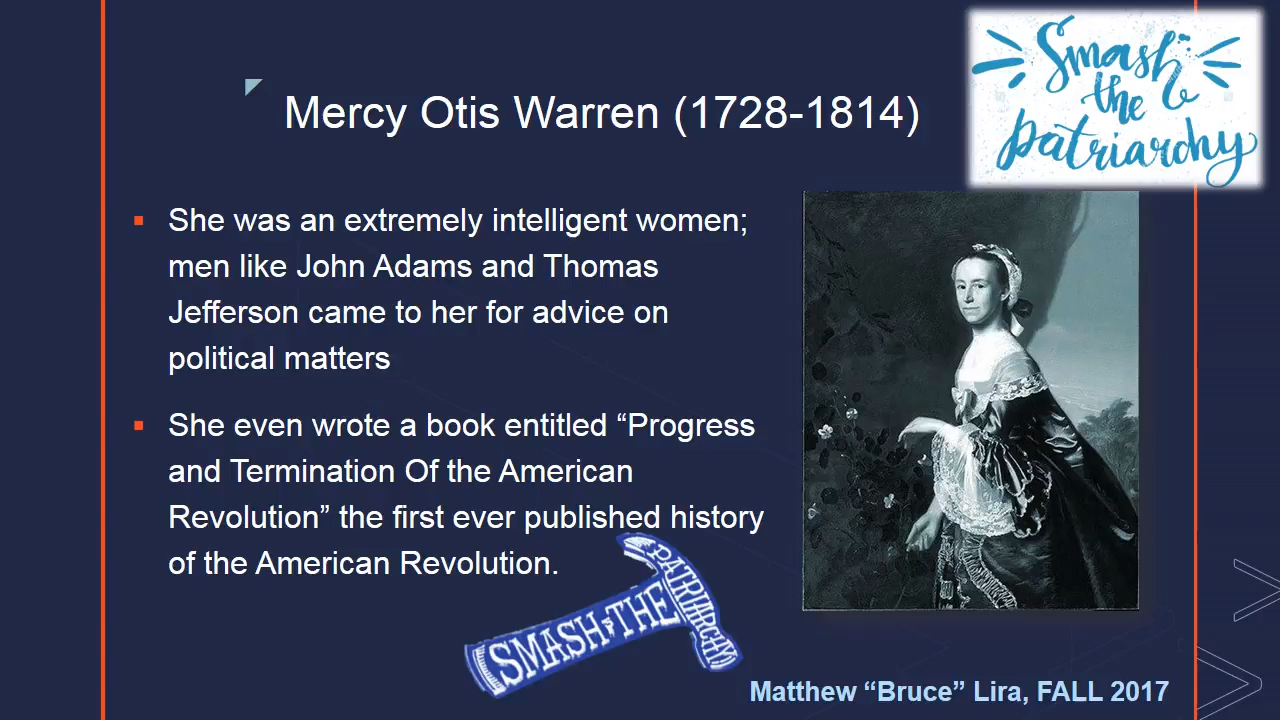 Smash
the
patriarchy
Mercy Otis Warren (1728-1814)
She was an extremely intelligent women;
men like John Adams and Thomas
Jefferson came to her for advice on
political matters
She even wrote a book entitled “Progress
and Termination Of the American
Revolution” the first ever published history
of the American Revolution.
SMASH THE
PATRIARCHY
Matthew “Bruce” Lira, FALL 2017